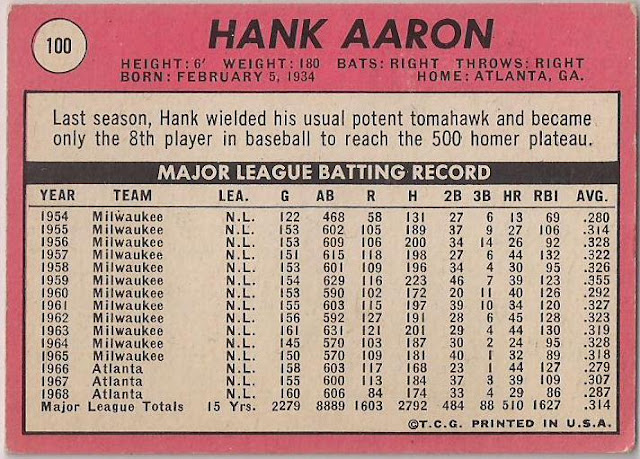 100
HANK AARON
HEIGHT: 6' WEIGHT: 180 BATS: RIGHT THROWS: RIGHT
BORN: FEBRUARY 5, 1934 HOME: ATLANTA, GA.
Last season, Hank wielded his usual potent tomahawk and became
only the 8th player in baseball to reach the 500 homer plateau.
MAJOR LEAGUE BATTING RECORD
YEAR TEAM LEA. G AB R H 2B 3B HR RBI AVG.
1954 Milwaukee N.L. 122 468 58 131 27 6 13 69 .280
1955 Milwaukee N.L. 153 602 105 189 37 9 27 106 .314
1956 Milwaukee N.L. 153 609 106 200 34 14 26 92 .328
1957 Milwaukee N.L. 151 615 118 198 27 6 44 132 .322
1958 Milwaukee N.L. 153 601 109 196 34 4 30 95 .326
1959 Milwaukee N.L. 154 629 116 223 46 7 39 123 .355
1960 Milwaukee N.L. 153 590 102 172 20 11 40 126 .292
1961 Milwaukee N.L. 155 603 115 197 39 10 34 120 .327
1962 Milwaukee N.L. 156 592 127 191 28 6 45 128 .323
1963 Milwaukee N.L. 161 631 121 201 29 4 44 130 .319
1964 Milwaukee N.L. 145 570 103 187 30 2 24 95 .328
1965 Milwaukee N.L. 150 570 109 181 40 1 32 89 .318
1966 Atlanta N.L. 158 603 117 168 23 1 44 127 .279
1967 Atlanta N.L. 155 600 113 184 37 3 39 109 .307
1968 Atlanta N.L. 160 606 84 174 33 4 29 86 .287
Major League Totals 15 Yrs. 2279 8889 1603 2792 484 88 510 1627 .314
©T.C.G. PRINTED IN U.S.A.